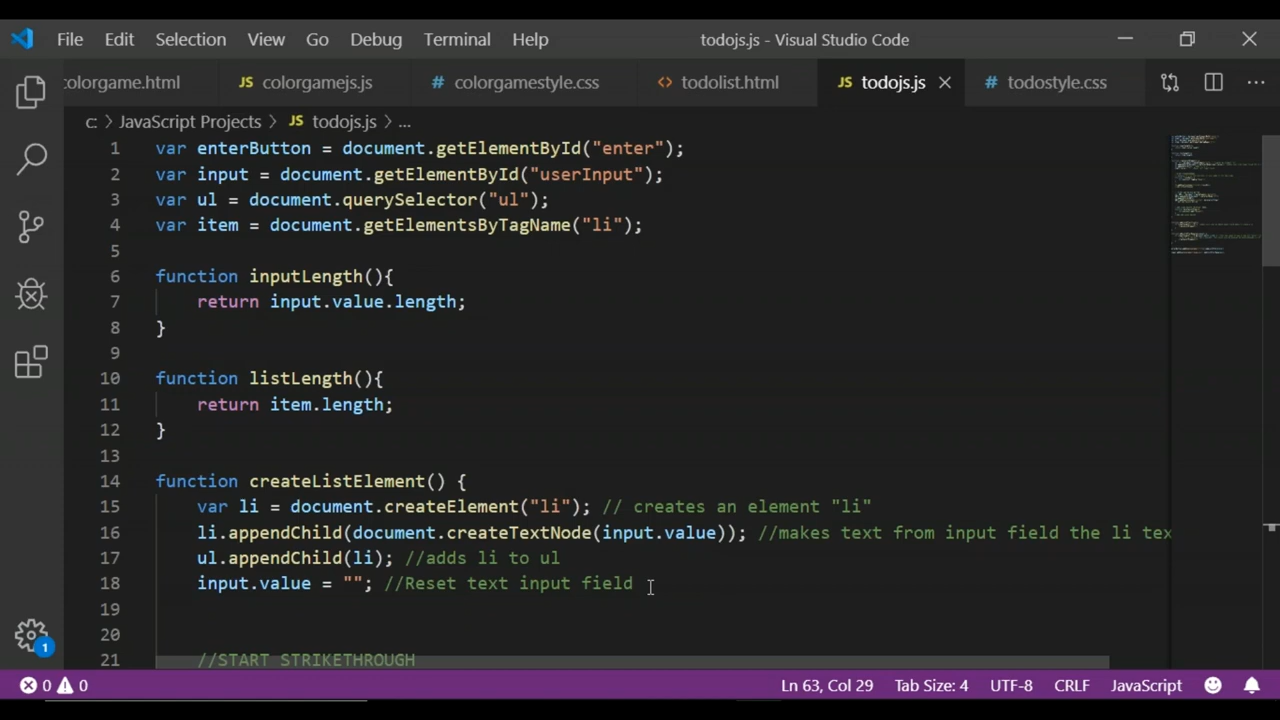 File Edit Selection View Go Debug Terminal Help todojs.js - Visual Studio Code
colorgame.html JS colorgamejs.js # colorgamestyle.css <> todolist.html JS todojs.js # todostyle.css ...
c: > JavaScript Projects > JS todojs.js > ...
1 var enterButton = document.getElementById("enter");
2 var input = document.getElementById("userInput");
3 var ul = document.querySelector("ul");
4 var item = document.getElementsByTagName("li");
5
6 function inputLength(){
7 return input.value.length;
8 }
9
10 function listLength(){
11 return item.length;
12 }
13
14 function createListElement() {
15 var li = document.createElement("li"); // creates an element "li"
16 li.appendChild(document.createTextNode(input.value)); //makes text from input field the li tex
17 ul.appendChild(li); //adds li to ul
18 input.value = ""; //Reset text input field
19
20
21 //START STRIKETHROUGH
1
0 0 Ln 63, Col 29 Tab Size: 4 UTF-8 CRLF JavaScript